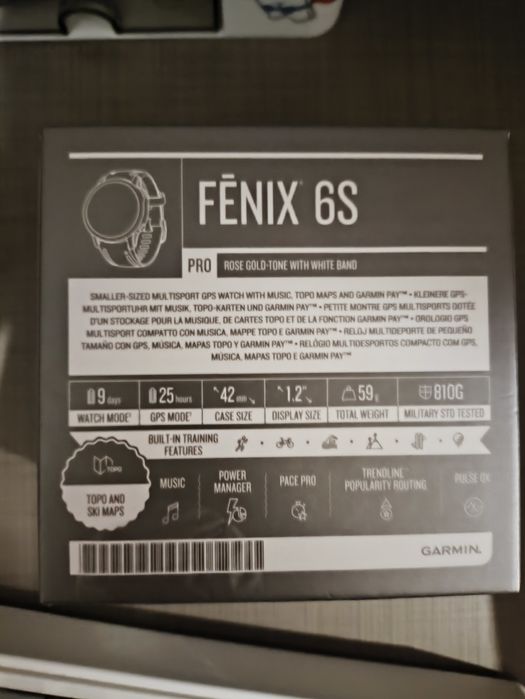 FĒNIX® 6S
PRO ROSE GOLD-TONE WITH WHITE BAND
SMALLER-SIZED MULTISPORT GPS WATCH WITH MUSIC, TOPO MAPS AND GARMIN PAY™ • KLEINERE GPS-
MULTISPORTUHR MIT MUSIK, TOPO-KARTEN UND GARMIN PAY™ • PETITE MONTRE GPS MULTISPORTS DOTÉE
D'UN STOCKAGE POUR LA MUSIQUE, DE CARTES TOPO ET DE LA FONCTION GARMIN PAY™ • OROLOGIO GPS
MULTISPORT COMPATTO CON MUSICA, MAPPE TOPO E GARMIN PAY™ • RELOJ MULTIDEPORTE DE PEQUEÑO
TAMAÑO CON GPS, MÚSICA, MAPAS TOPO Y GARMIN PAY™ • RELÓGIO MULTIDESPORTOS COMPACTO COM GPS,
MÚSICA, MAPAS TOPO E GARMIN PAY™
9 days 25 hours 42 mm 1.2" 59 g 810G
WATCH MODE† GPS MODE† CASE SIZE DISPLAY SIZE TOTAL WEIGHT MILITARY STD TESTED
BUILT-IN TRAINING
FEATURES
TOPO
TOPO AND
SKI MAPS
MUSIC
POWER
MANAGER
PACE PRO
TRENDLINE™
POPULARITY ROUTING
PULSE OX
GARMIN.